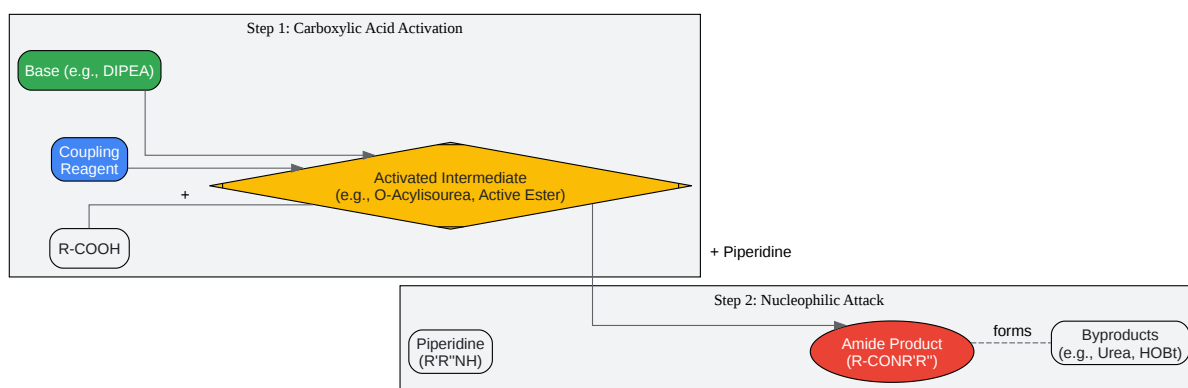 Step 1: Carboxylic Acid Activation
Base (e.g., DIPEA)
Coupling
Reagent
Activated Intermediate
(e.g., O-Acylisourea, Active Ester)
+
R-COOH
+ Piperidine
Step 2: Nucleophilic Attack
Piperidine
(R'R''NH)
Amide Product
(R-CONR'R'')
forms
Byproducts
(e.g., Urea, HOBt)